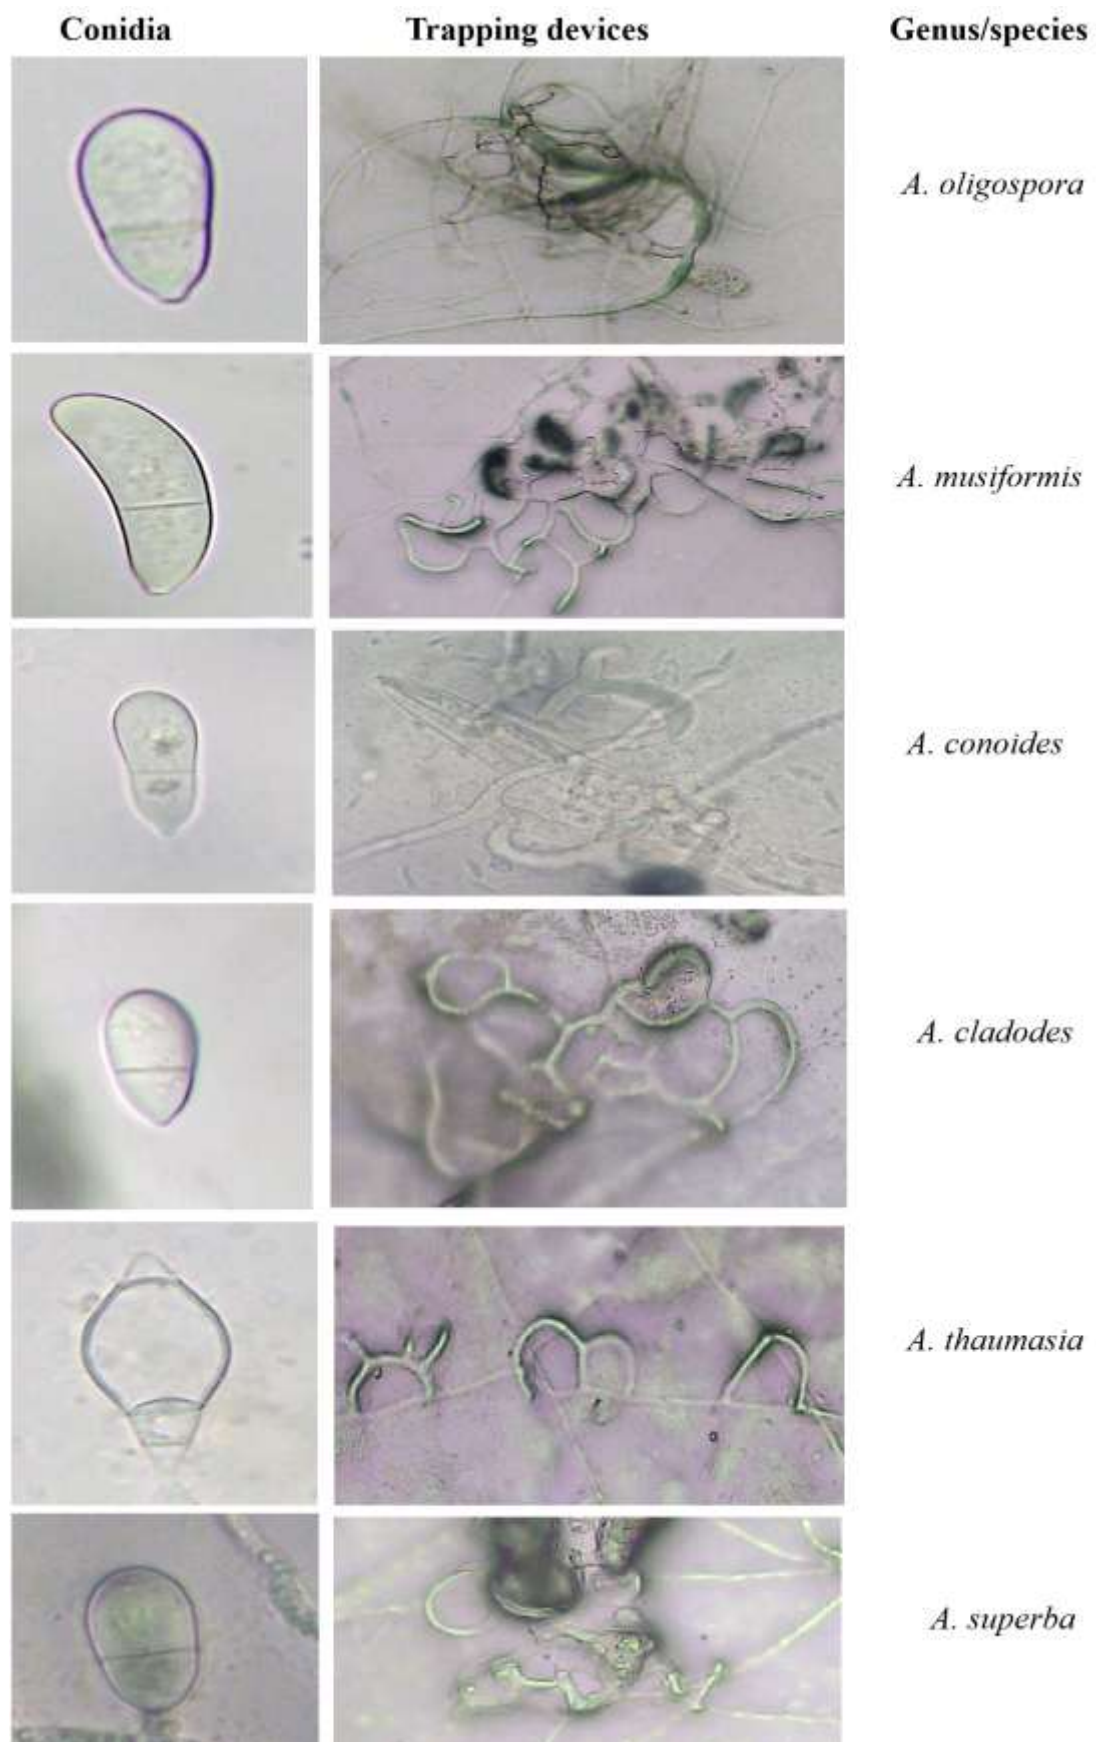 Conidia Trapping devices Genus/species
A. oligospora
A. musiformis
A. conoides
A. cladodes
A. thaumasia
A. superba